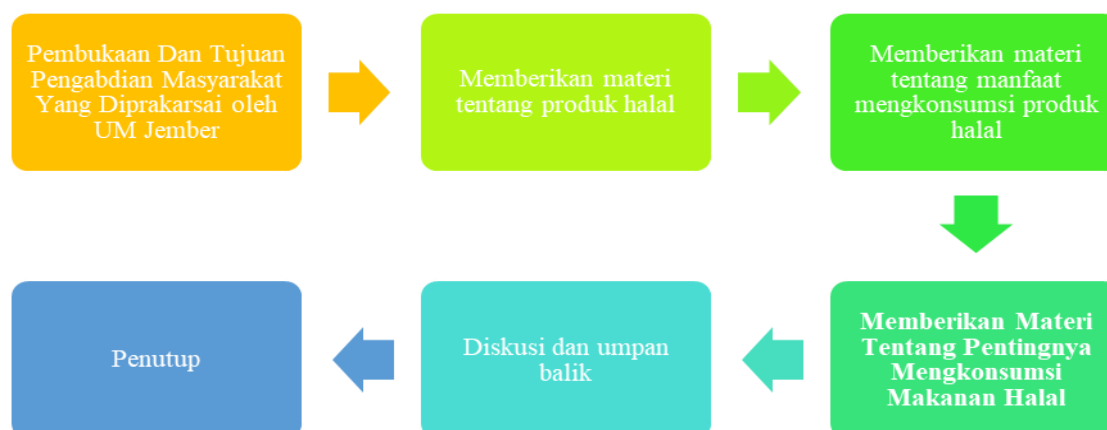 Pembukaan Dan Tujuan
Pengabdian Masyarakat
Yang Diprakarsai oleh
UM Jember
Memberikan materi
tentang produk halal
Memberikan materi
tentang manfaat
mengkonsumsi produk
halal
Memberikan Materi
Tentang Pentingnya
Mengkonsumsi
Makanan Halal
Diskusi dan umpan
balik
Penutup